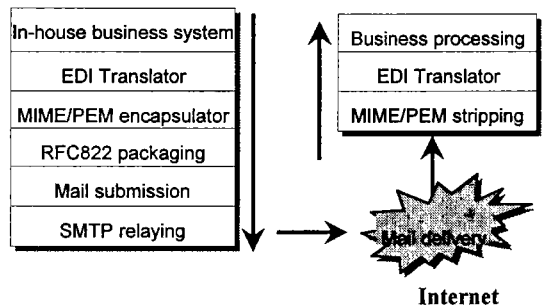 In-house business system
EDI Translator
MIME/PEM encapsulator
RFC822 packaging
Mail submission
SMTP relaying
Business processing
EDI Translator
MIME/PEM stripping
Mail delivery
Internet